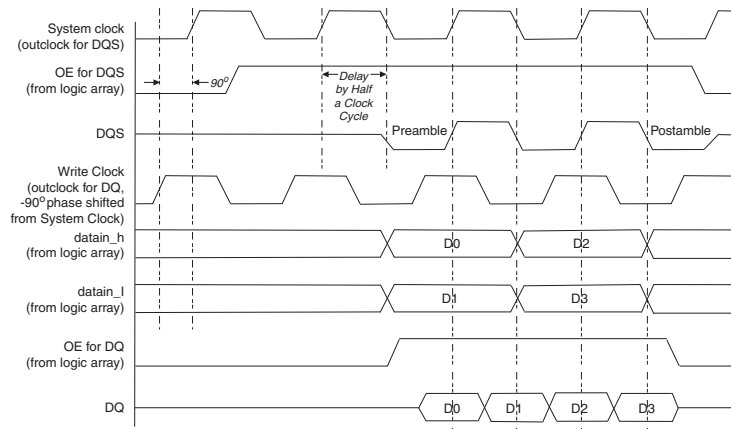 System clock
(outclock for DQS)
OE for DQS
(from logic array)
90°
Delay
by Half
a Clock
Cycle
DQS
Preamble
Postamble
Write Clock
(outclock for DQ,
-90° phase shifted
from System Clock)
datain_h
(from logic array)
D0
D2
datain_l
(from logic array)
D1
D3
OE for DQ
(from logic array)
DQ
D0
D1
D2
D3